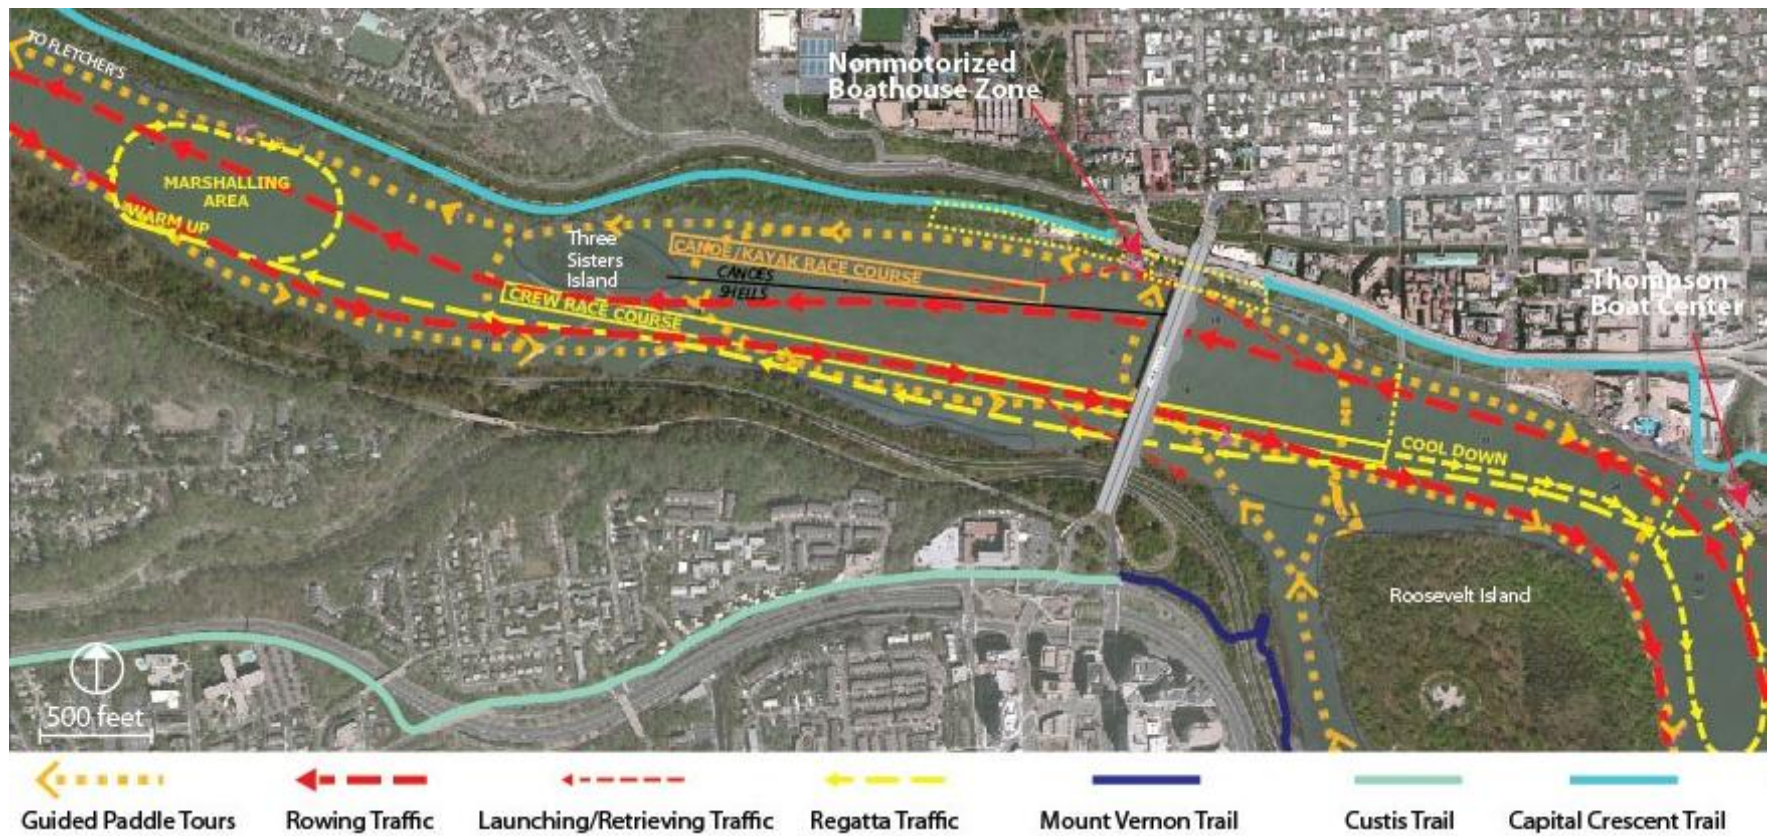 TO FLETCHER'S
Nonmotorized
Boathouse Zone
MARSHALLING
AREA
WARM UP
Three
Sisters
Island
CANOE/KAYAK RACE COURSE
CANOES
SHELLS
CREW RACE COURSE
Thompson
Boat Center
COOL DOWN
Roosevelt Island
500 feet
Guided Paddle Tours
Rowing Traffic
Launching/Retrieving Traffic
Regatta Traffic
Mount Vernon Trail
Custis Trail
Capital Crescent Trail